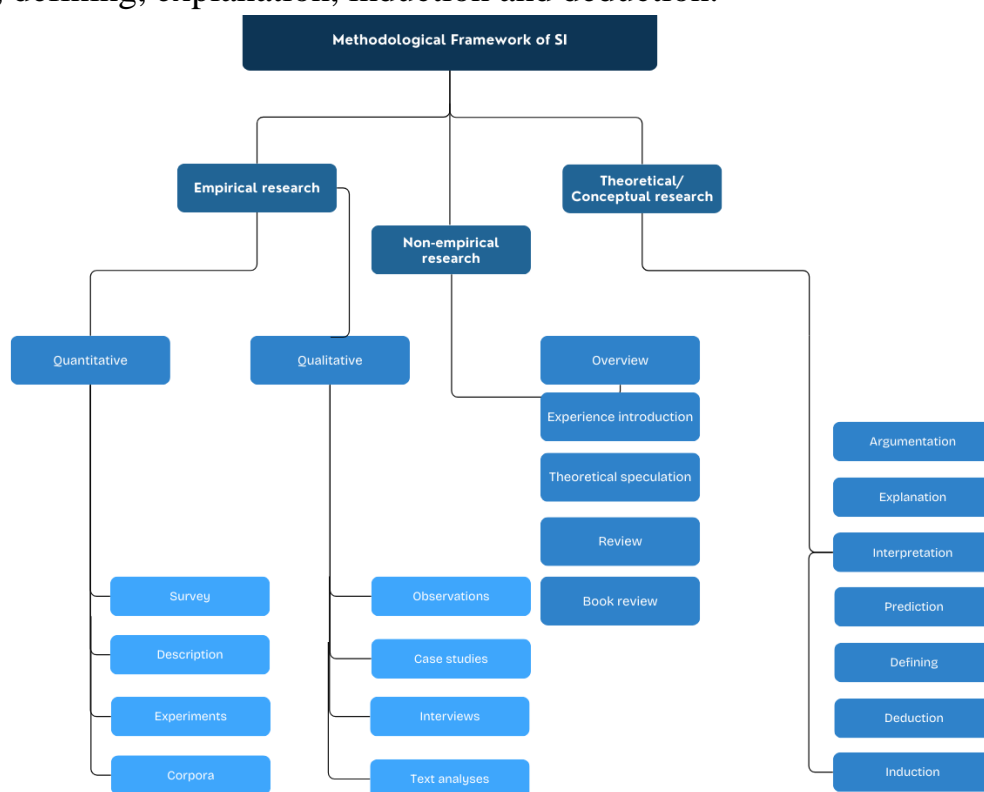 defining, explanation, induction and deduction.
Methodological Framework of SI
Empirical research
Theoretical/
Conceptual research
Non-empirical
research
Quantitative
Qualitative
Overview
Experience introduction
Theoretical speculation
Review
Book review
Argumentation
Explanation
Interpretation
Prediction
Defining
Deduction
Induction
Survey
Description
Experiments
Corpora
Observations
Case studies
Interviews
Text analyses